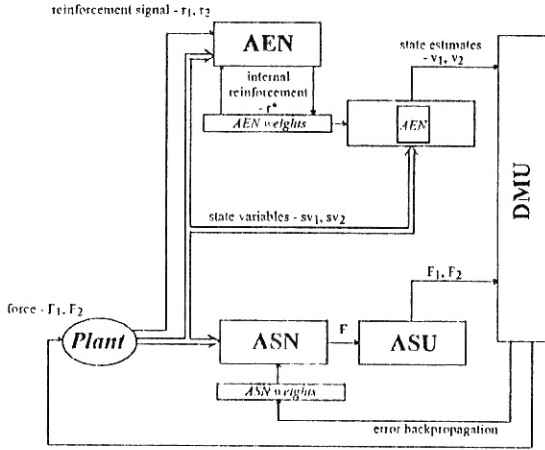 reinforcement signal - r1, r2
AEN
state estimates
- v1, v2
internal
reinforcement
- r*
AEN weights
AEN
DMU
state variables - sv1, sv2
F1, F2
force - F1, F2
Plant
ASN
F
ASU
ASN weights
error backpropagation